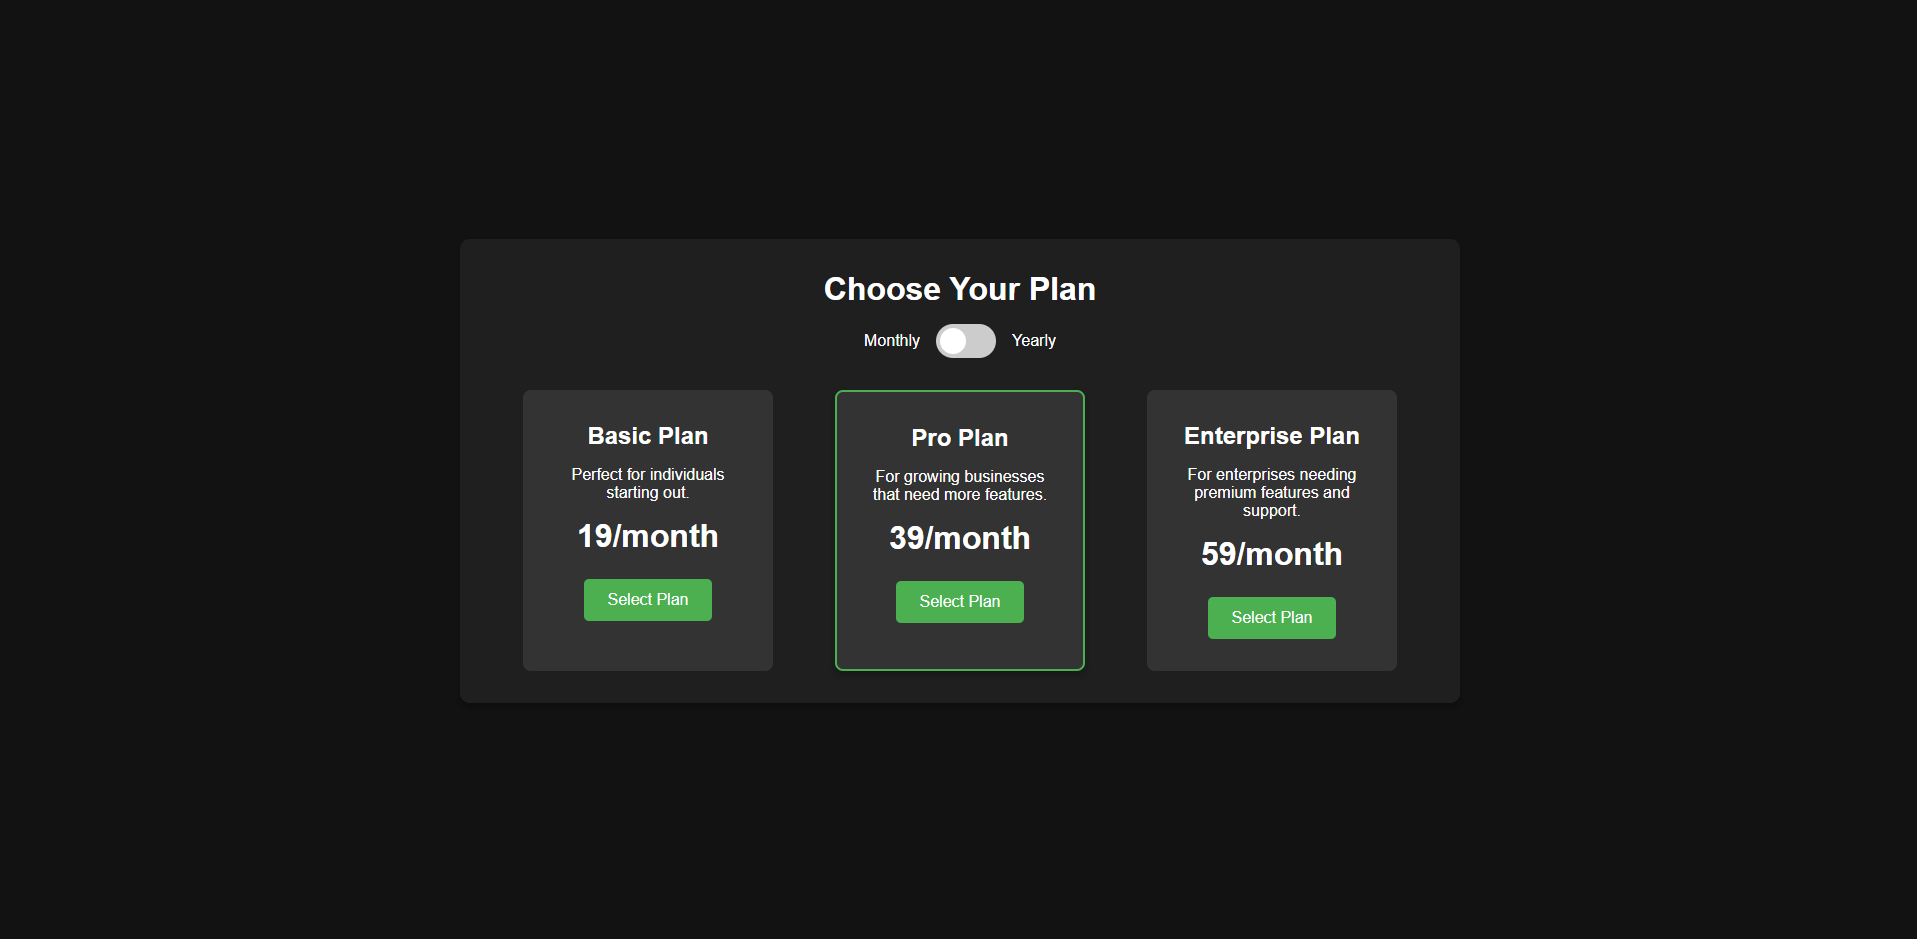 Choose Your Plan
Monthly Yearly
Basic Plan
Perfect for individuals
starting out.
19/month
Select Plan
Pro Plan
For growing businesses
that need more features.
39/month
Select Plan
Enterprise Plan
For enterprises needing
premium features and
support.
59/month
Select Plan